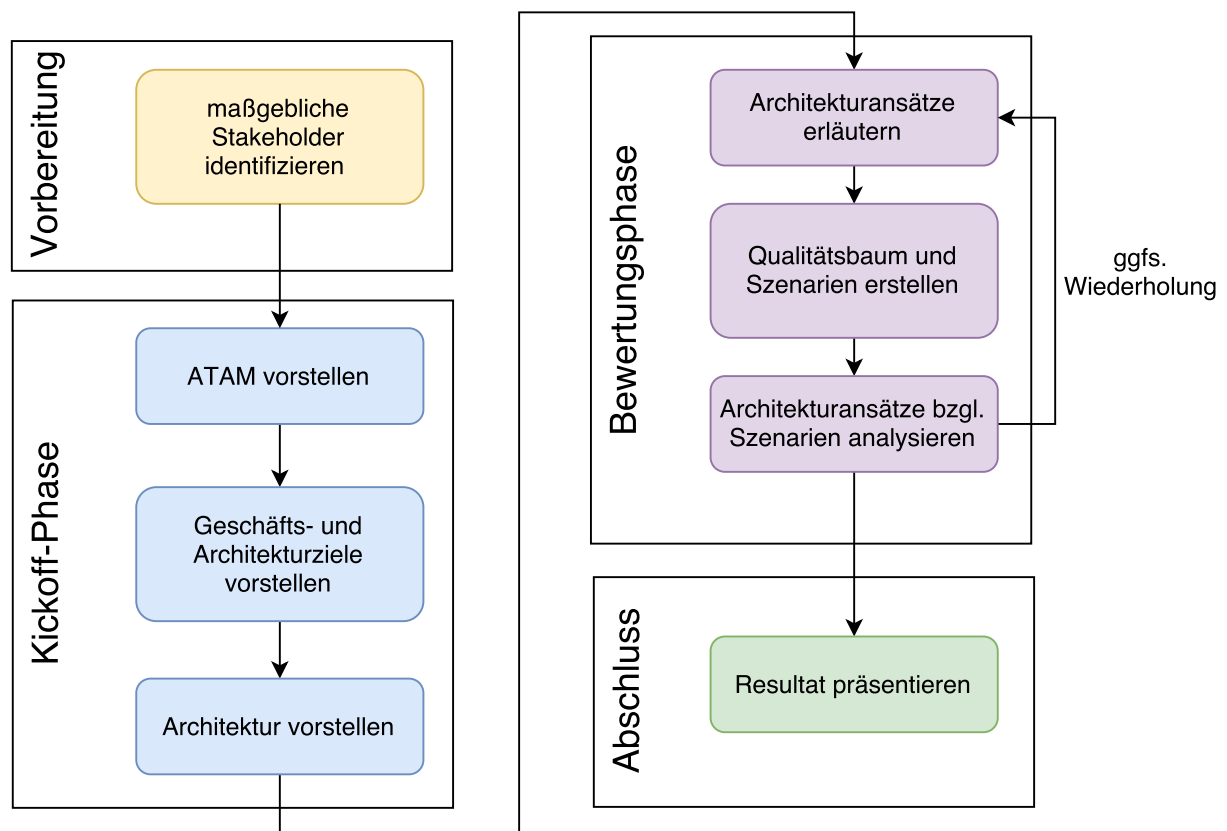 Vorbereitung
maßgebliche
Stakeholder
identifizieren
Kickoff-Phase
ATAM vorstellen
Geschäfts- und
Architekturziele
vorstellen
Architektur vorstellen
Bewertungsphase
Architekturansätze
erläutern
Qualitätsbaum und
Szenarien erstellen
Architekturansätze bzgl.
Szenarien analysieren
ggfs.
Wiederholung
Abschluss
Resultat präsentieren